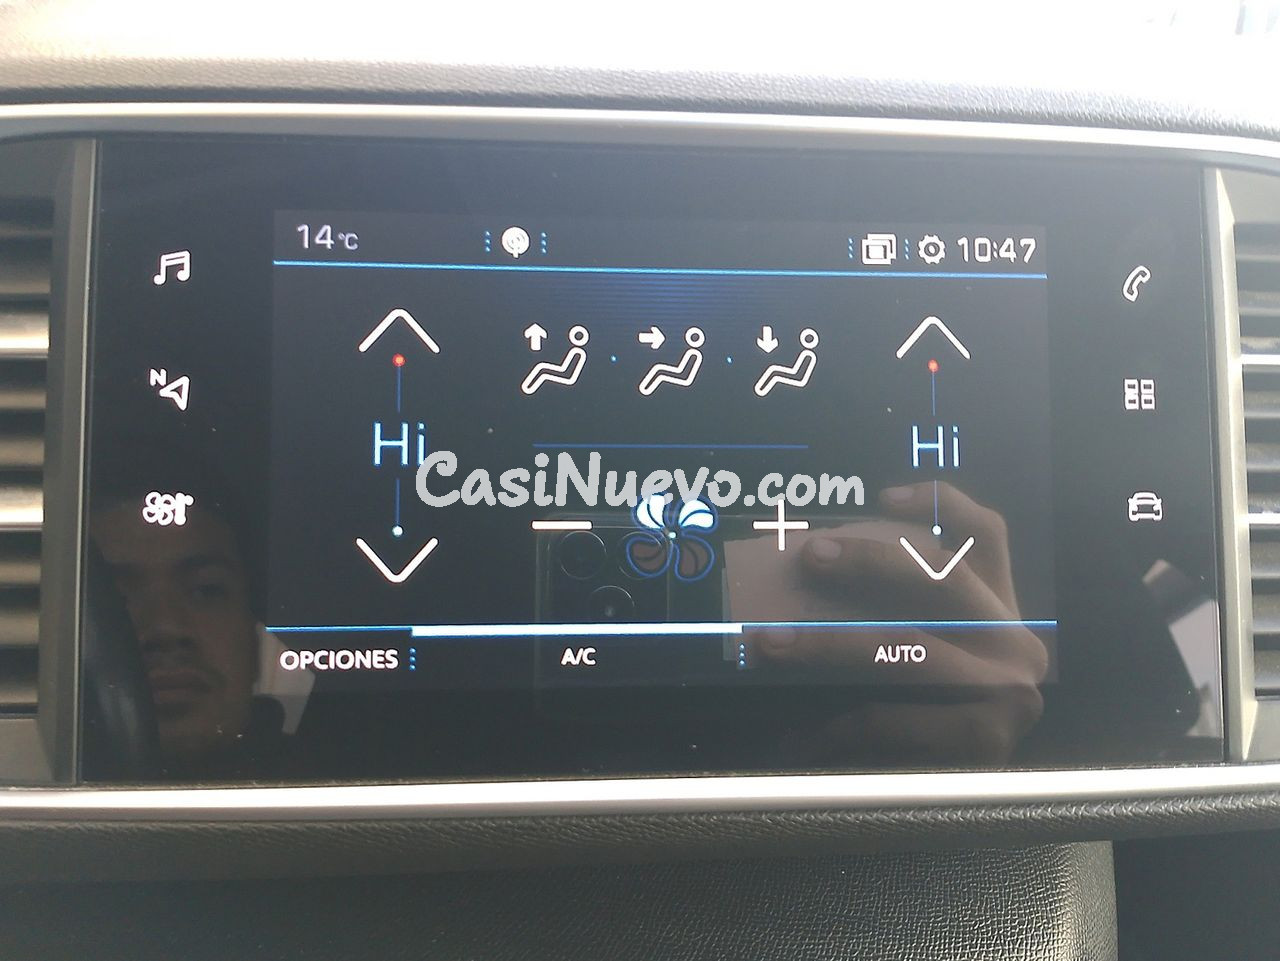 14°C
10:47
N
Hi
Hi
CasiNuevo.com
OPCIONES
A/C
AUTO